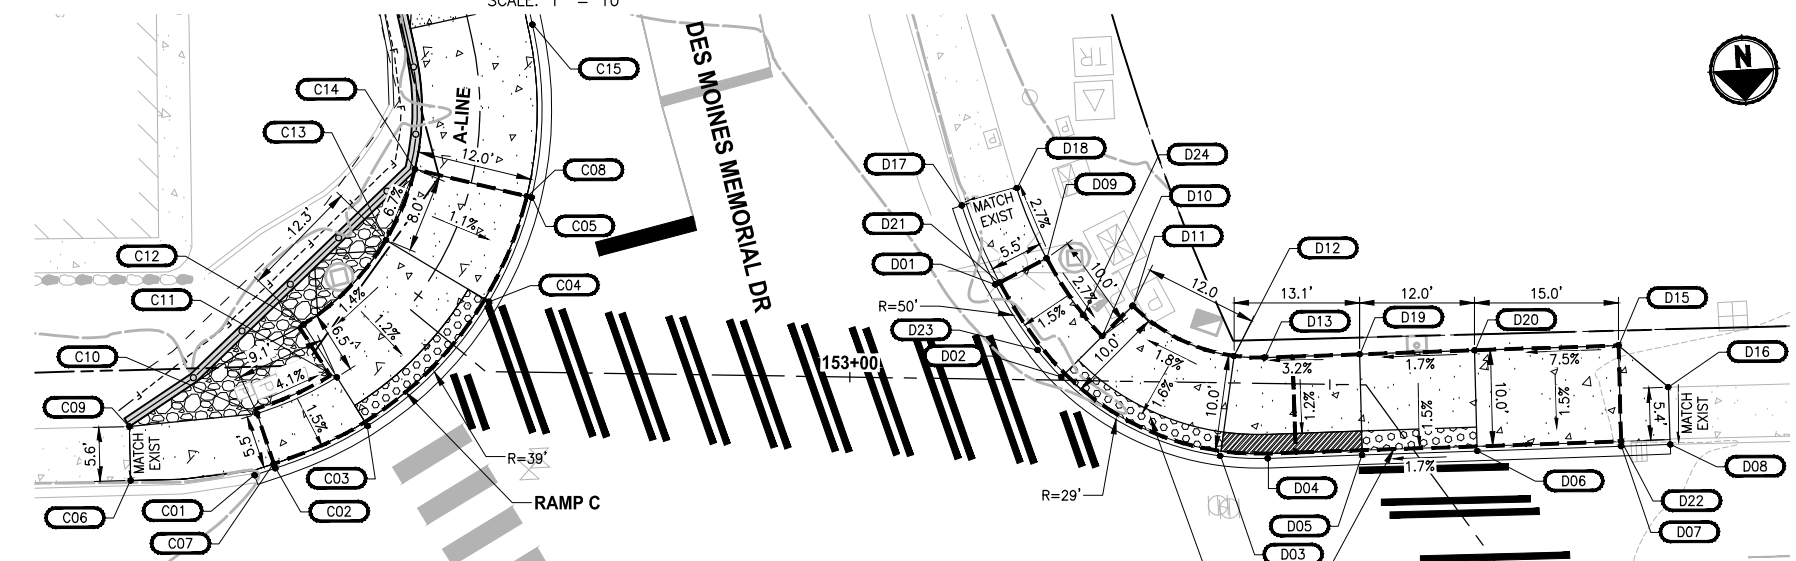 SCALE: 1" = 10'
C15
C14
C13
A-LINE
12.0'
C08
C05
12.3'
6.7%
8.0'
1.1%
C12
C11
C04
1.4%
6.5'
1.2%
C10
9.1'
4.1%
C09
1.5%
5.5'
5.6'
MATCH
EXIST
C06
C01
C07
C03
C02
R=39'
RAMP C
DES MOINES MEMORIAL DR
153+00
TR
P
P
N
D17
D18
D24
D09
D10
MATCH
EXIST
2.7%
D21
D11
5.5'
D01
10.0'
2.7%
P
D12
R=50'
12.0
13.1'
12.0'
15.0'
D15
D23
1.5%
D13
D19
D20
D02
10.0'
1.8%
3.2%
1.7%
7.5%
D16
1.6%
10.0'
1.2%
1.5%
10.0'
1.5%
5.4'
MATCH
EXIST
R=29'
1.7%
D08
D04
D06
D22
D05
D07
D03